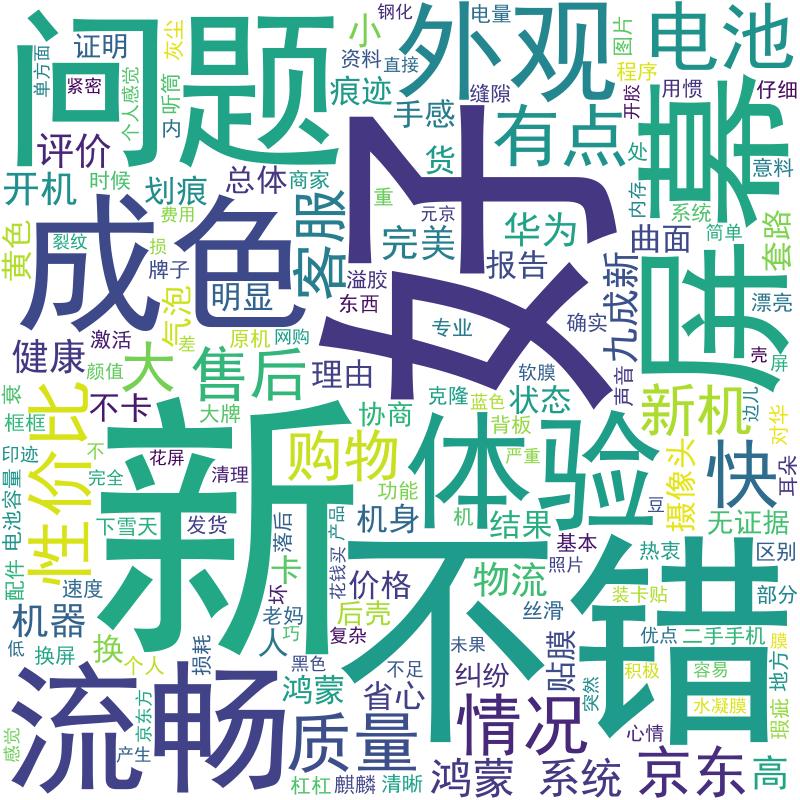 问题
外观
电池
好
幕
屏
成色
新
不错
体验
流畅
有点
性价比
售后
购物
客服
质量
情况
京东
新机
快
大
钢化
电量
图片
证明
灰尘
小
资料
直接
程序
单方面
紧密
个人感觉
听筒
内
痕迹
缝隙
开胶
用惯
仔细
评价
手感
货
处
意料
开机
时候
划痕
总体
商家
重
元京
内存
系统
黄色
费用
裂纹
损
牌子
明显
完美
华为
曲面
简单
套路
溢胶
报告
气泡
东西
专业
确实
九成新
漂亮
激活
差
原机
网购
健康
颜值
理由
软膜
声音
壳
屏
衰
框框
不卡
大牌
协商
克隆
蓝色
背板
状态
边儿
对华
印迹
不
完全
花屏
清理
功能
严重
机
豆
摄像头
耳朵
电池容量
下雪天
发货
落后
产品
机身
结果
基本
无证据
配件
速度
坏
卡
花钱买
价格
物流
照片
热衷
区别
机器
老妈
后壳
丝滑
装卡贴
部分
换屏
换
人
巧
复杂
未果
贴膜
优点
二手手机
膜
个人
损耗
黑色
鸿蒙
省心
不足
纠纷
突然
积极
容易
地方
感觉
京东方
产生
水凝膜
瑕疵
心情
杠杠
麒麟
清晰
鸿蒙
系统
高